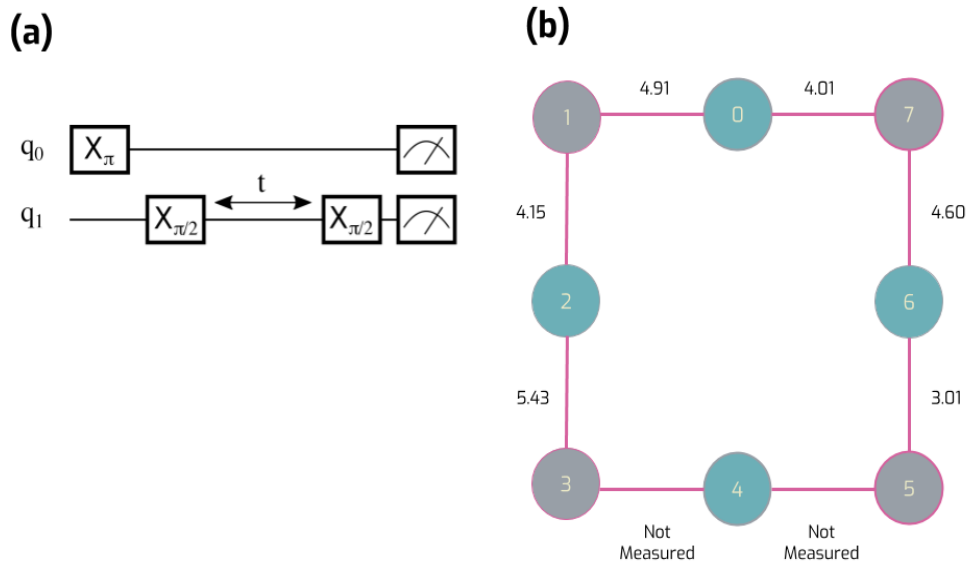 (a)
q0
Xπ
t
q1
Xπ/2
Xπ/2
(b)
4.91
4.01
1
0
7
4.15
4.60
2
6
5.43
3.01
3
4
5
Not
Measured
Not
Measured